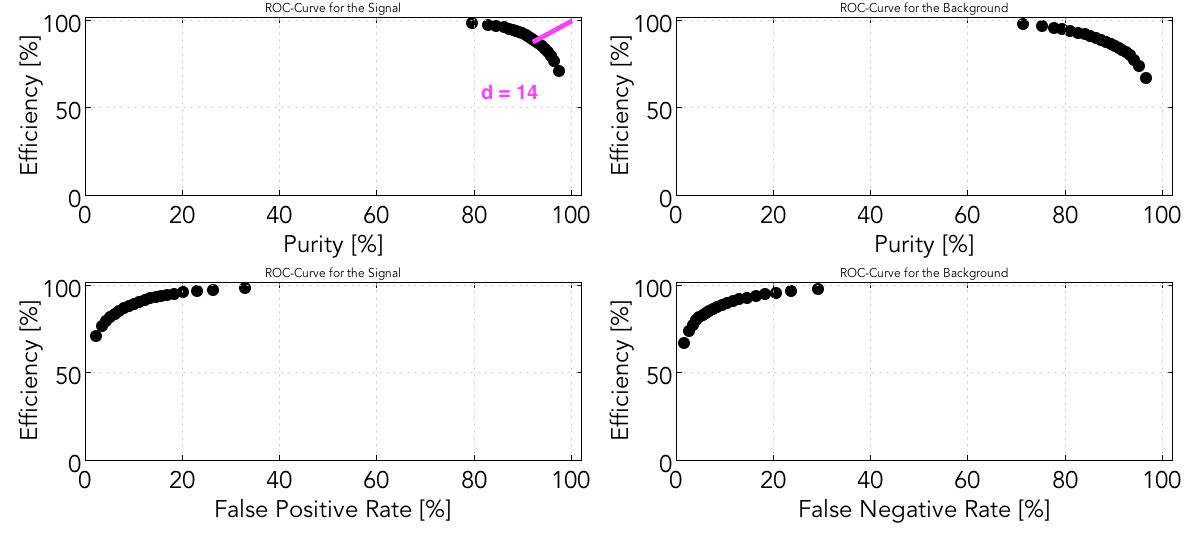 ROC-Curve for the Signal
100
50
0
Efficiency [%]
d = 14
0 20 40 60 80 100
Purity [%]
ROC-Curve for the Background
100
50
0
Efficiency [%]
0 20 40 60 80 100
Purity [%]
ROC-Curve for the Signal
100
50
0
Efficiency [%]
0 20 40 60 80 100
False Positive Rate [%]
ROC-Curve for the Background
100
50
0
Efficiency [%]
0 20 40 60 80 100
False Negative Rate [%]